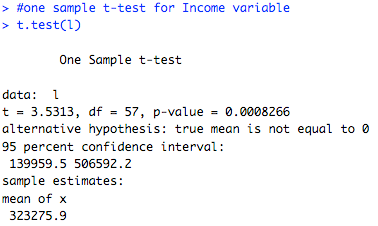 > #one sample t-test for Income variable
> t.test(l)
One Sample t-test
data:  l
t = 3.5313, df = 57, p-value = 0.0008266
alternative hypothesis: true mean is not equal to 0
95 percent confidence interval:
139959.5 506592.2
sample estimates:
mean of x
323275.9